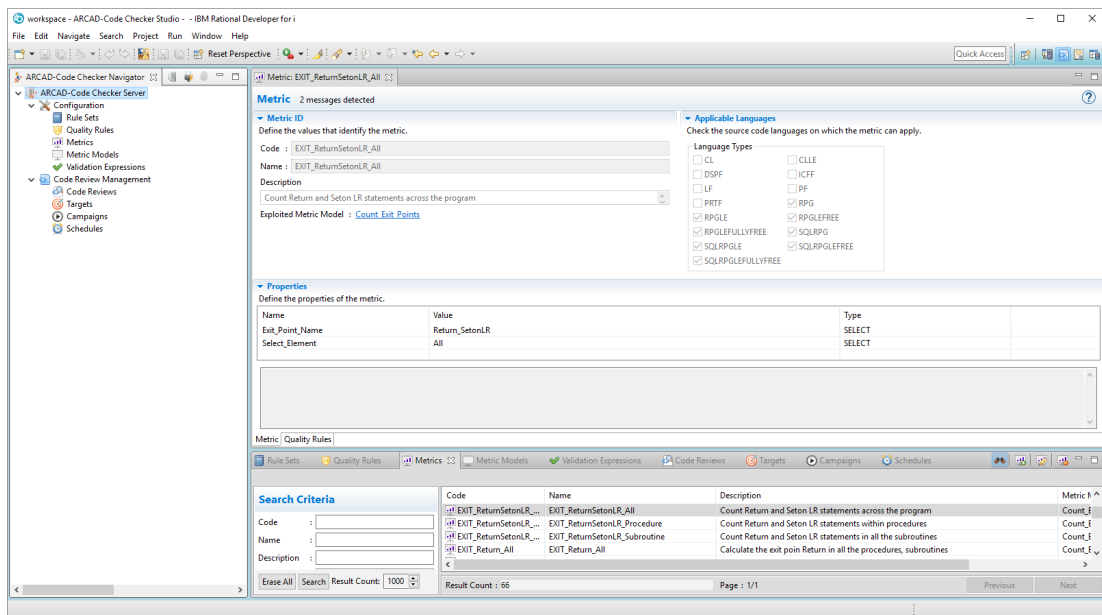 workspace - ARCAD-Code Checker Studio - - IBM Rational Developer for i
File Edit Navigate Search Project Run Window Help
Reset Perspective
Quick Access
ARCAD-Code Checker Navigator
ARCAD-Code Checker Server
Configuration
Rule Sets
Quality Rules
Metrics
Metric Models
Validation Expressions
Code Review Management
Code Reviews
Targets
Campaigns
Schedules
Metric: EXIT_ReturnSetonLR_All
Metric 2 messages detected
Metric ID
Define the values that identify the metric.
Code : EXIT_ReturnSetonLR_All
Name : EXIT_ReturnSetonLR_All
Description
Count Return and Seton LR statements across the program
Exploited Metric Model : Count_Exit_Points
Applicable Languages
Check the source code languages on which the metric can apply.
Language Types
CL CLLE
DSPF ICFF
LF PF
PRTF RPG
RPGLE RPGLEFREE
RPGLEFULLYFREE SQLRPG
SQLRPGLE SQLRPGLEFREE
SQLRPGLEFULLYFREE
Properties
Define the properties of the metric.
Name Value Type
Exit_Point_Name Return_SetonLR SELECT
Select_Element All SELECT
Metric Quality Rules
Rule Sets Quality Rules Metrics Metric Models Validation Expressions Code Reviews Targets Campaigns Schedules
Search Criteria
Code :
Name :
Description :
Erase All Search Result Count: 1000
Code Name Description Metric
EXIT_ReturnSetonLR_... EXIT_ReturnSetonLR_All Count Return and Seton LR statements across the program Count_E
EXIT_ReturnSetonLR_... EXIT_ReturnSetonLR_Procedure Count Return and Seton LR statements within procedures Count_E
EXIT_ReturnSetonLR_... EXIT_ReturnSetonLR_Subroutine Count Return and Seton LR statements in all the subroutines Count_E
EXIT_Return_All EXIT_Return_All Calculate the exit poin Return in all the procedures, subroutines Count_E
Result Count : 66 Page : 1/1 Previous Next